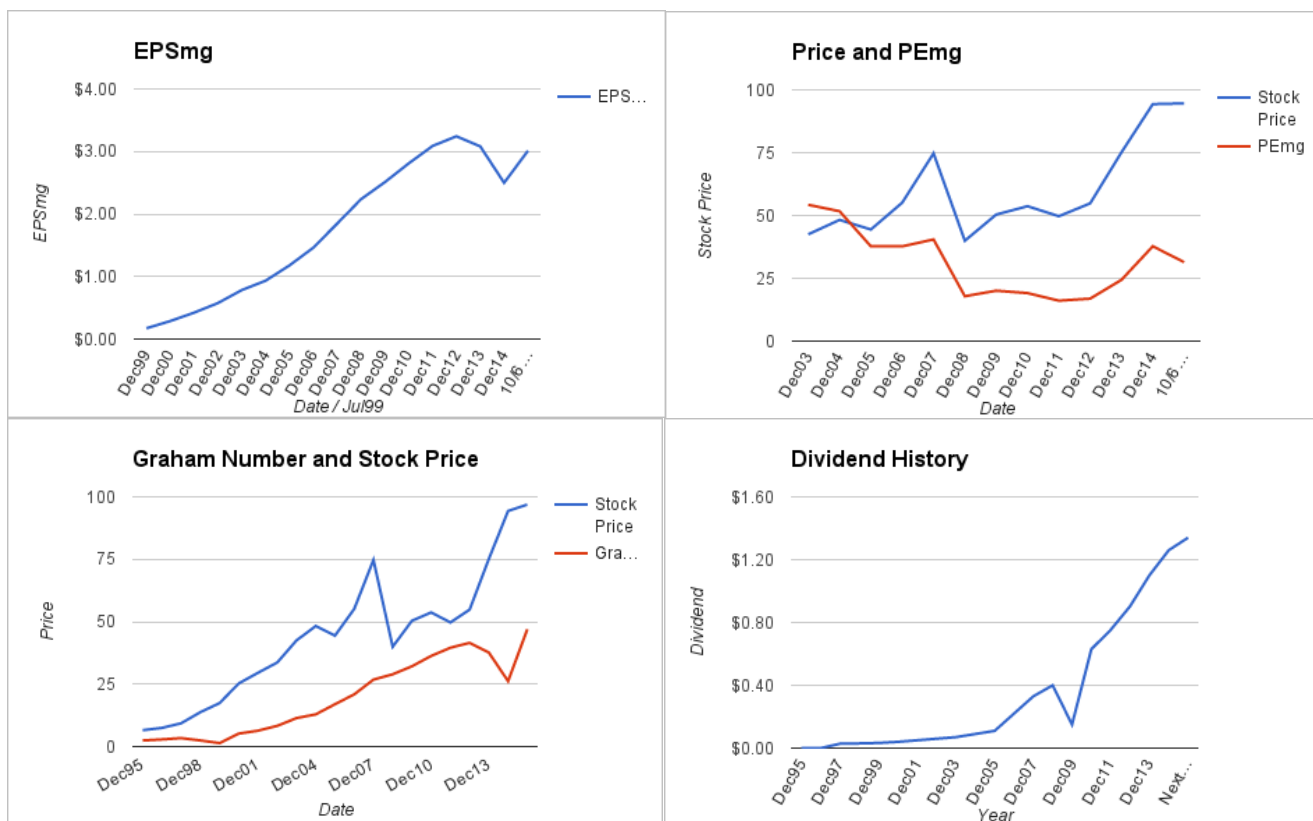 EPSmg
$4.00
$3.00
$2.00
$1.00
$0.00
EPSmg
EPS…
Dec99
Dec00
Dec01
Dec02
Dec03
Dec04
Dec05
Dec06
Dec07
Dec08
Dec09
Dec10
Dec11
Dec12
Dec13
Dec14
10/6…
Date / Jul99
Price and PEmg
100
75
50
25
0
Stock Price
Stock
Price
PEmg
Dec03
Dec04
Dec05
Dec06
Dec07
Dec08
Dec09
Dec10
Dec11
Dec12
Dec13
Dec14
10/6…
Date
Graham Number and Stock Price
100
75
50
25
0
Price
Stock
Price
Gra…
Dec95
Dec98
Dec01
Dec04
Dec07
Dec10
Dec13
Date
Dividend History
$1.60
$1.20
$0.80
$0.40
$0.00
Dividend
Dec95
Dec97
Dec99
Dec01
Dec03
Dec05
Dec07
Dec09
Dec11
Dec13
Next…
Year